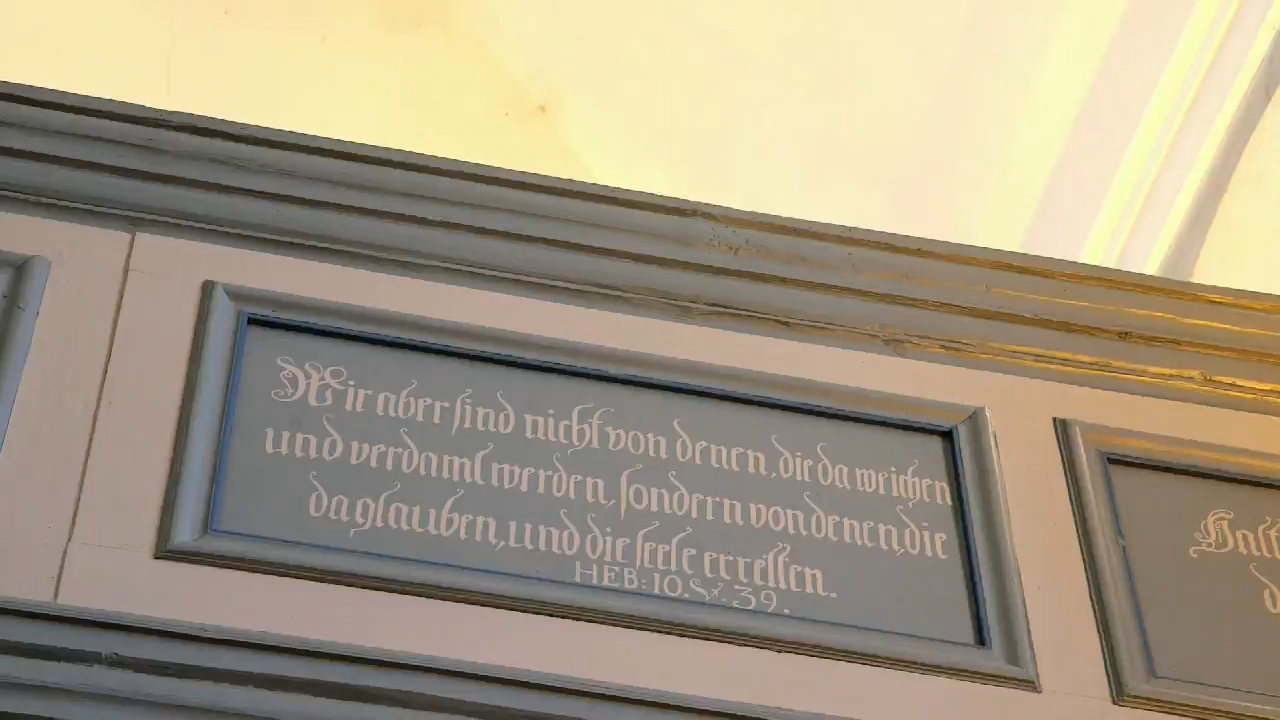 Wir aber sind nicht von denen, die da weichen
und verdamt werden, sondern von denen, die
da glauben, und die seele erretten.
HEB: 10. V. 39.